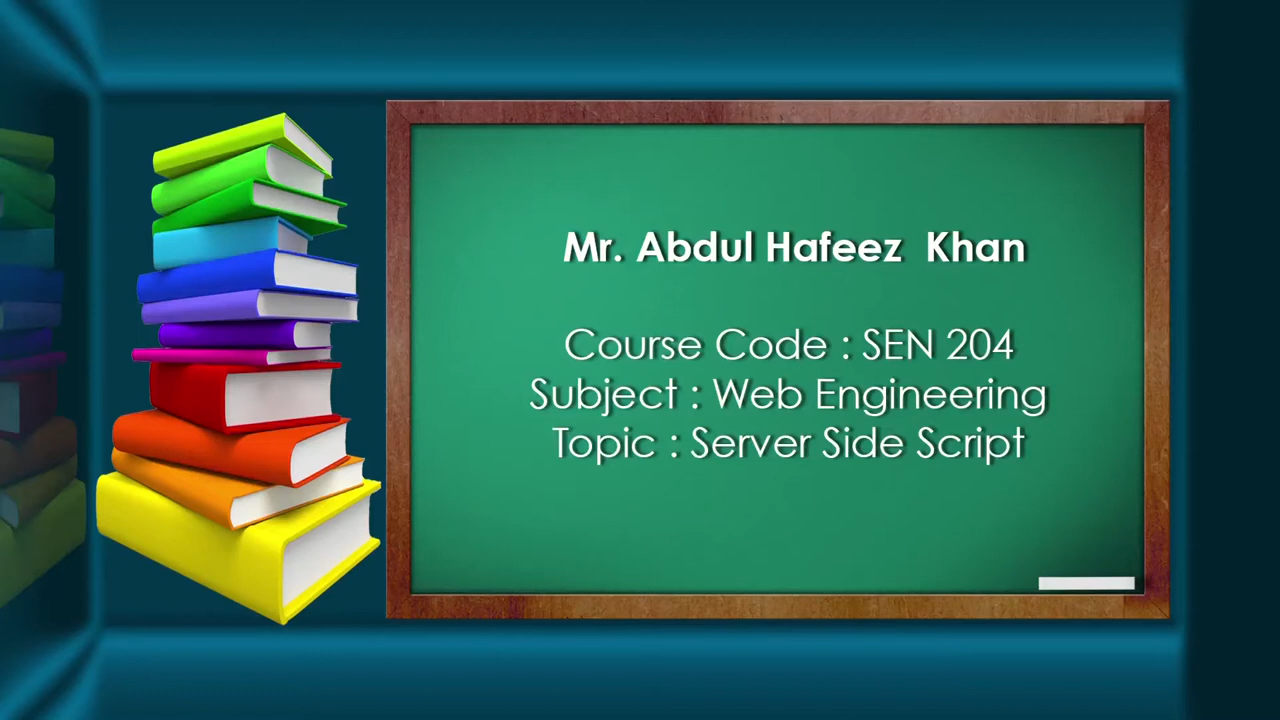 Mr. Abdul Hafeez Khan
Course Code : SEN 204
Subject : Web Engineering
Topic : Server Side Script